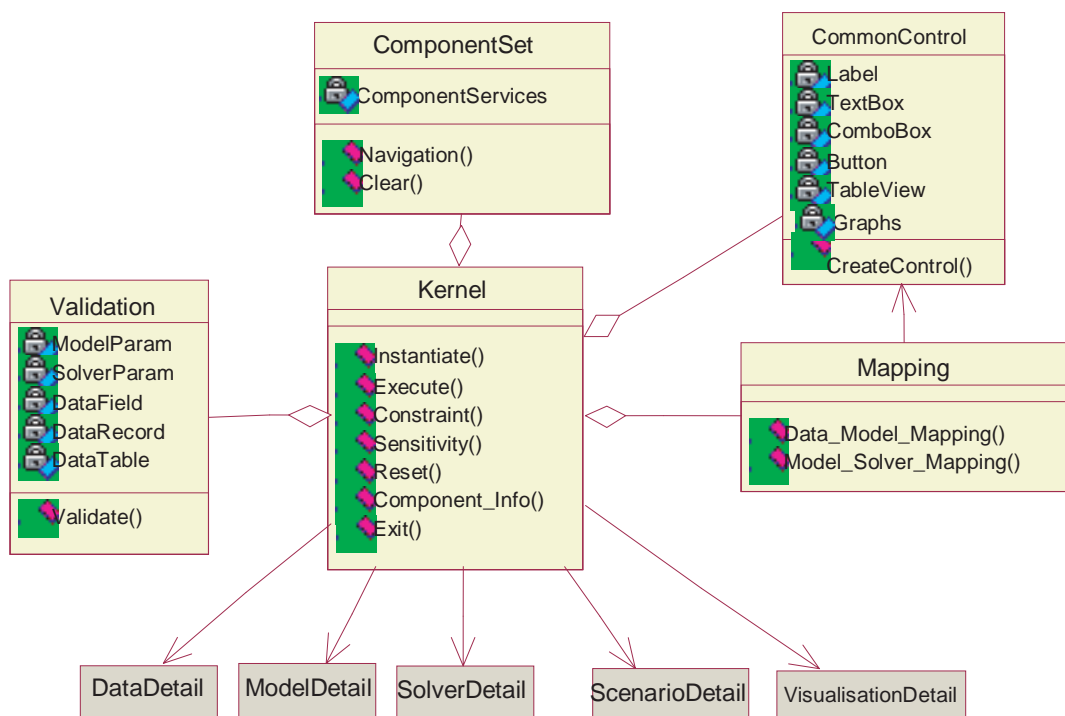 ComponentSet
ComponentServices
Navigation()
Clear()
CommonControl
Label
TextBox
ComboBox
Button
TableView
Graphs
CreateControl()
Validation
ModelParam
SolverParam
DataField
DataRecord
DataTable
Validate()
Kernel
Instantiate()
Execute()
Constraint()
Sensitivity()
Reset()
Component_Info()
Exit()
Mapping
Data_Model_Mapping()
Model_Solver_Mapping()
DataDetail
ModelDetail
SolverDetail
ScenarioDetail
VisualisationDetail